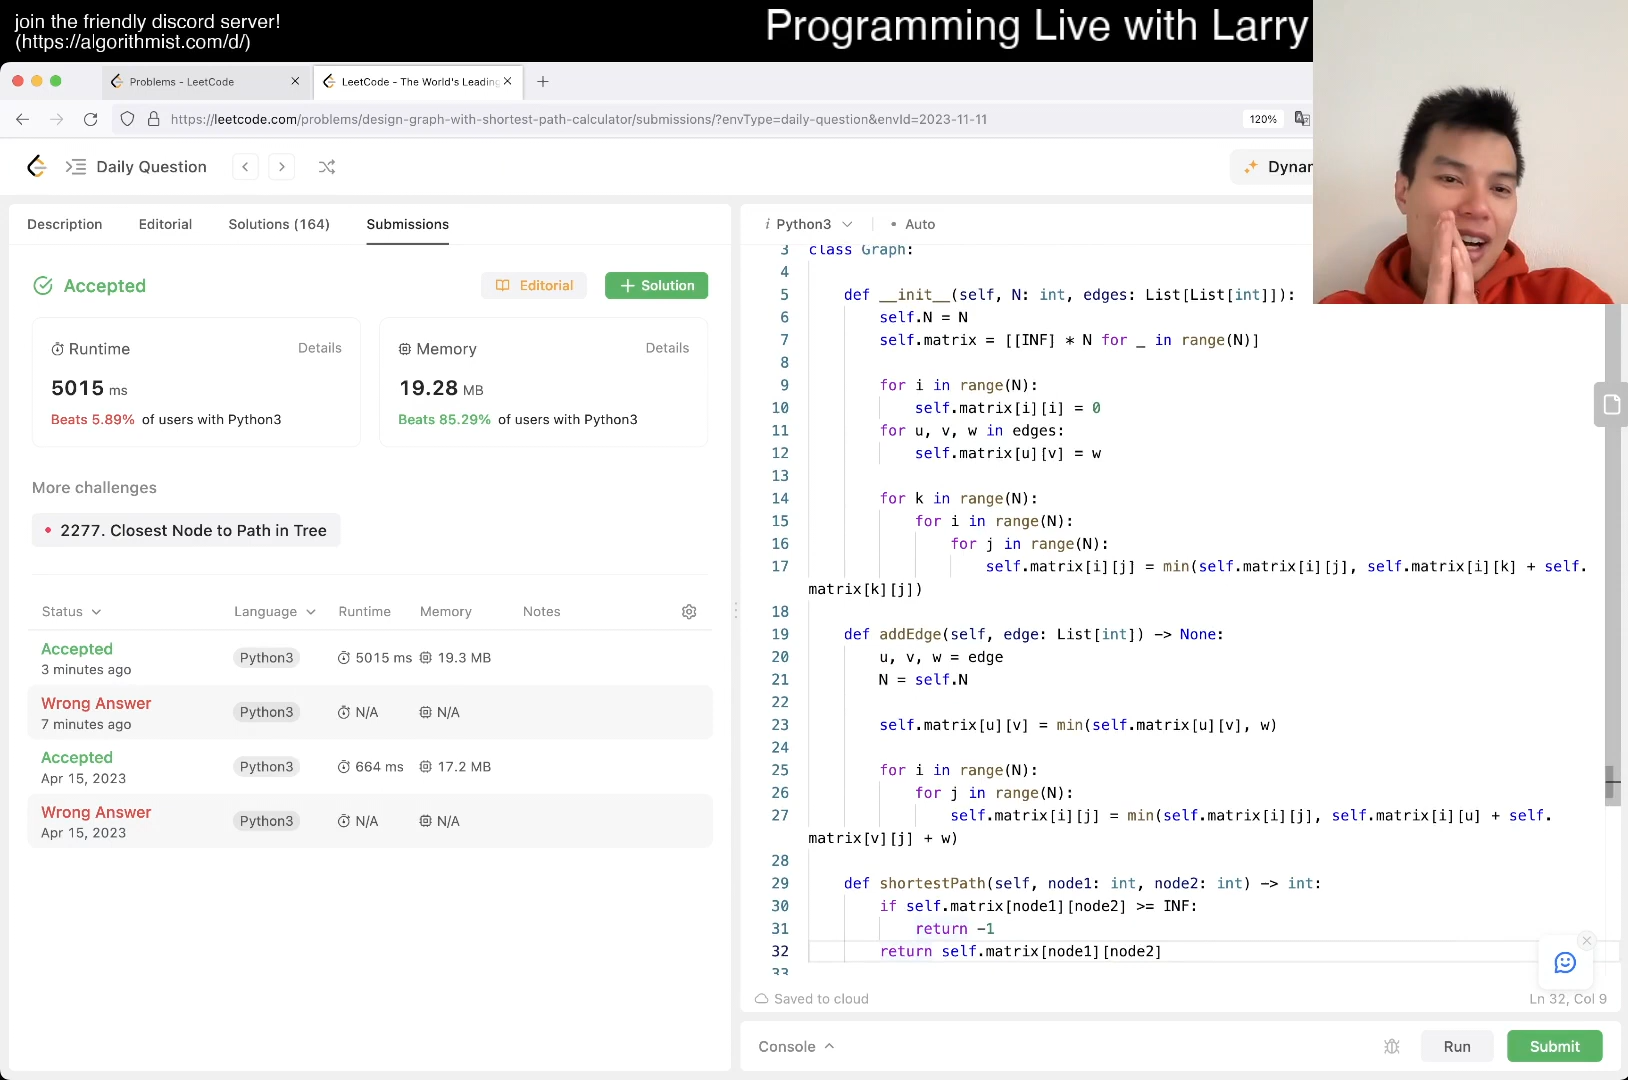 join the friendly discord server!
(https://algorithmist.com/d/)
Programming Live with Larry
Problems - LeetCode
LeetCode - The World's Leading
https://leetcode.com/problems/design-graph-with-shortest-path-calculator/submissions/?envType=daily-question&envId=2023-11-11
120%
Daily Question
Dynam
Description Editorial Solutions (164) Submissions
Accepted
Editorial
Solution
Runtime Details
5015 ms
Beats 5.89% of users with Python3
Memory Details
19.28 MB
Beats 85.29% of users with Python3
More challenges
2277. Closest Node to Path in Tree
Status Language Runtime Memory Notes
Accepted
3 minutes ago
Python3 5015 ms 19.3 MB
Wrong Answer
7 minutes ago
Python3 N/A N/A
Accepted
Apr 15, 2023
Python3 664 ms 17.2 MB
Wrong Answer
Apr 15, 2023
Python3 N/A N/A
i Python3 • Auto
3 class Graph:
4
5 def __init__(self, N: int, edges: List[List[int]]):
6 self.N = N
7 self.matrix = [[INF] * N for _ in range(N)]
8
9 for i in range(N):
10 self.matrix[i][i] = 0
11 for u, v, w in edges:
12 self.matrix[u][v] = w
13
14 for k in range(N):
15 for i in range(N):
16 for j in range(N):
17 self.matrix[i][j] = min(self.matrix[i][j], self.matrix[i][k] + self.
matrix[k][j])
18
19 def addEdge(self, edge: List[int]) -> None:
20 u, v, w = edge
21 N = self.N
22
23 self.matrix[u][v] = min(self.matrix[u][v], w)
24
25 for i in range(N):
26 for j in range(N):
27 self.matrix[i][j] = min(self.matrix[i][j], self.matrix[i][u] + self.
matrix[v][j] + w)
28
29 def shortestPath(self, node1: int, node2: int) -> int:
30 if self.matrix[node1][node2] >= INF:
31 return -1
32 return self.matrix[node1][node2]
33
Saved to cloud
Ln 32, Col 9
Console
Run
Submit